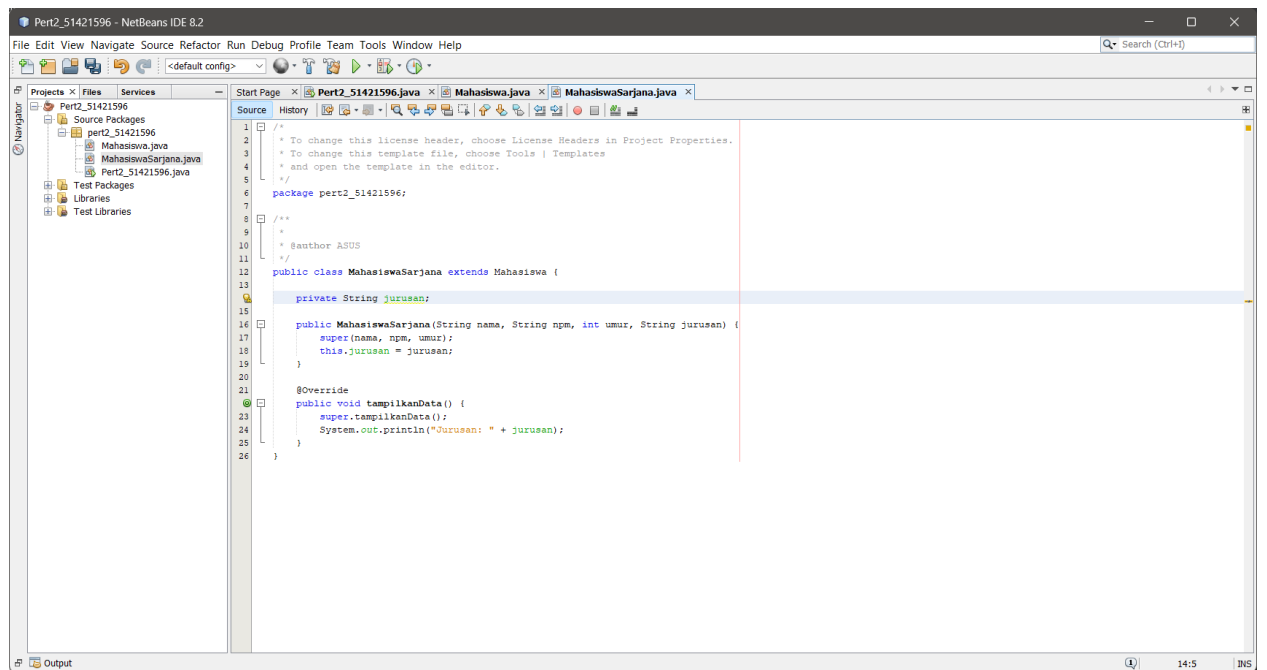 Pert2_51421596 - NetBeans IDE 8.2
File Edit View Navigate Source Refactor Run Debug Profile Team Tools Window Help
Search (Ctrl+I)
<default config>
Projects Files Services
Start Page Pert2_51421596.java Mahasiswa.java MahasiswaSarjana.java
Navigator
Pert2_51421596
Source Packages
pert2_51421596
Mahasiswa.java
MahasiswaSarjana.java
Pert2_51421596.java
Test Packages
Libraries
Test Libraries
Source History
1 /*
2 * To change this license header, choose License Headers in Project Properties.
3 * To change this template file, choose Tools | Templates
4 * and open the template in the editor.
5 */
6 package pert2_51421596;
7
8 /**
9 *
10 * @author ASUS
11 */
12 public class MahasiswaSarjana extends Mahasiswa {
13
private String jurusan;
15
16 public MahasiswaSarjana(String nama, String npm, int umur, String jurusan) {
17 super(nama, npm, umur);
18 this.jurusan = jurusan;
19 }
20
21 @Override
public void tampilkanData() {
23 super.tampilkanData();
24 System.out.println("Jurusan: " + jurusan);
25 }
26 }
Output
1
14:5
INS